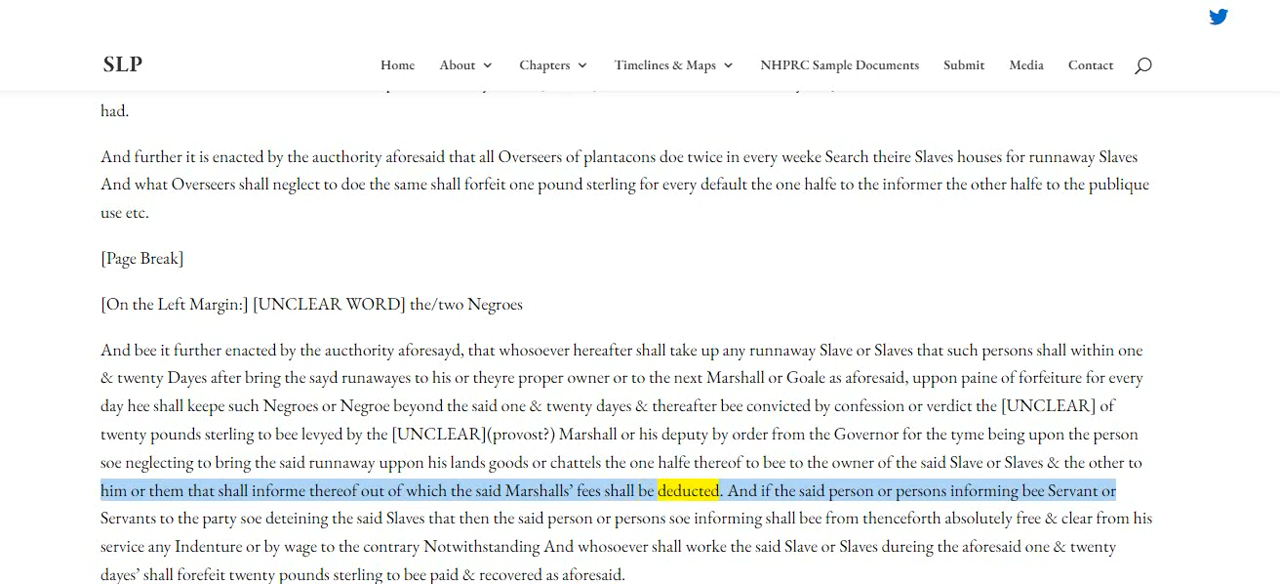 SLP
Home About Chapters Timelines & Maps NHPRC Sample Documents Submit Media Contact
had.
And further it is enacted by the aucthority aforesaid that all Overseers of plantacons doe twice in every weeke Search theire Slaves houses for runnaway Slaves
And what Overseers shall neglect to doe the same shall forfeit one pound sterling for every default the one halfe to the informer the other halfe to the publique
use etc.
[Page Break]
[On the Left Margin:] [UNCLEAR WORD] the/two Negroes
And bee it further enacted by the aucthority aforesayd, that whosoever hereafter shall take up any runnaway Slave or Slaves that such persons shall within one
& twenty Dayes after bring the sayd runawayes to his or theyre proper owner or to the next Marshall or Goale as aforesaid, uppon paine of forfeiture for every
day hee shall keepe such Negroes or Negroe beyond the said one & twenty dayes & thereafter bee convicted by confession or verdict the [UNCLEAR] of
twenty pounds sterling to bee levyed by the [UNCLEAR](provost?) Marshall or his deputy by order from the Governor for the tyme being upon the person
soe neglecting to bring the said runnaway uppon his lands goods or chattels the one halfe thereof to bee to the owner of the said Slave or Slaves & the other to
him or them that shall informe thereof out of which the said Marshalls’ fees shall be deducted. And if the said person or persons informing bee Servant or
Servants to the party soe deteining the said Slaves that then the said person or persons soe informing shall bee from thenceforth absolutely free & clear from his
service any Indenture or by wage to the contrary Notwithstanding And whosoever shall worke the said Slave or Slaves dureing the aforesaid one & twenty
dayes’ shall forefeit twenty pounds sterling to bee paid & recovered as aforesaid.